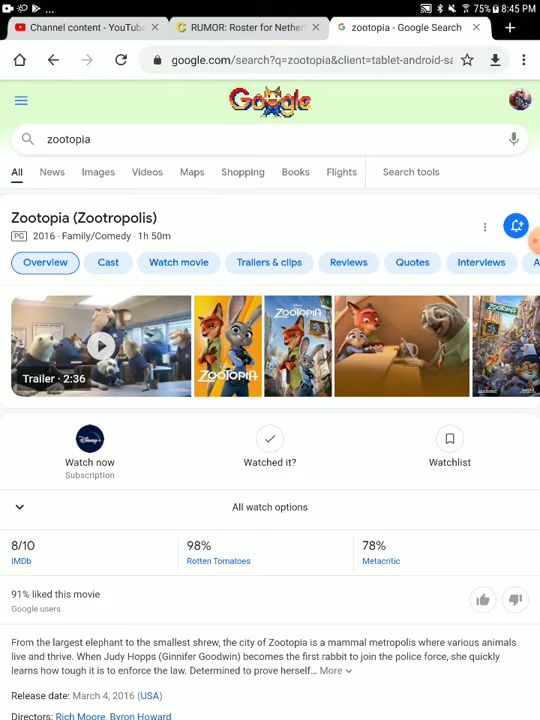 ... 75% 8:45 PM
Channel content - YouTube
RUMOR: Roster for Nether
zootopia - Google Search
google.com/search?q=zootopia&client=tablet-android-sa
Google
zootopia
All News Images Videos Maps Shopping Books Flights Search tools
Zootopia (Zootropolis)
PG 2016 · Family/Comedy · 1h 50m
Overview Cast Watch movie Trailers & clips Reviews Quotes Interviews A
Trailer · 2:36
ZOOTOPIA
ZOOTOPIA
ZOOTOPIA
Disney+
Watch now Watched it? Watchlist
Subscription
All watch options
8/10 98% 78%
IMDb Rotten Tomatoes Metacritic
91% liked this movie
Google users
From the largest elephant to the smallest shrew, the city of Zootopia is a mammal metropolis where various animals
live and thrive. When Judy Hopps (Ginnifer Goodwin) becomes the first rabbit to join the police force, she quickly
learns how tough it is to enforce the law. Determined to prove herself... More
Release date: March 4, 2016 (USA)
Directors: Rich Moore, Byron Howard